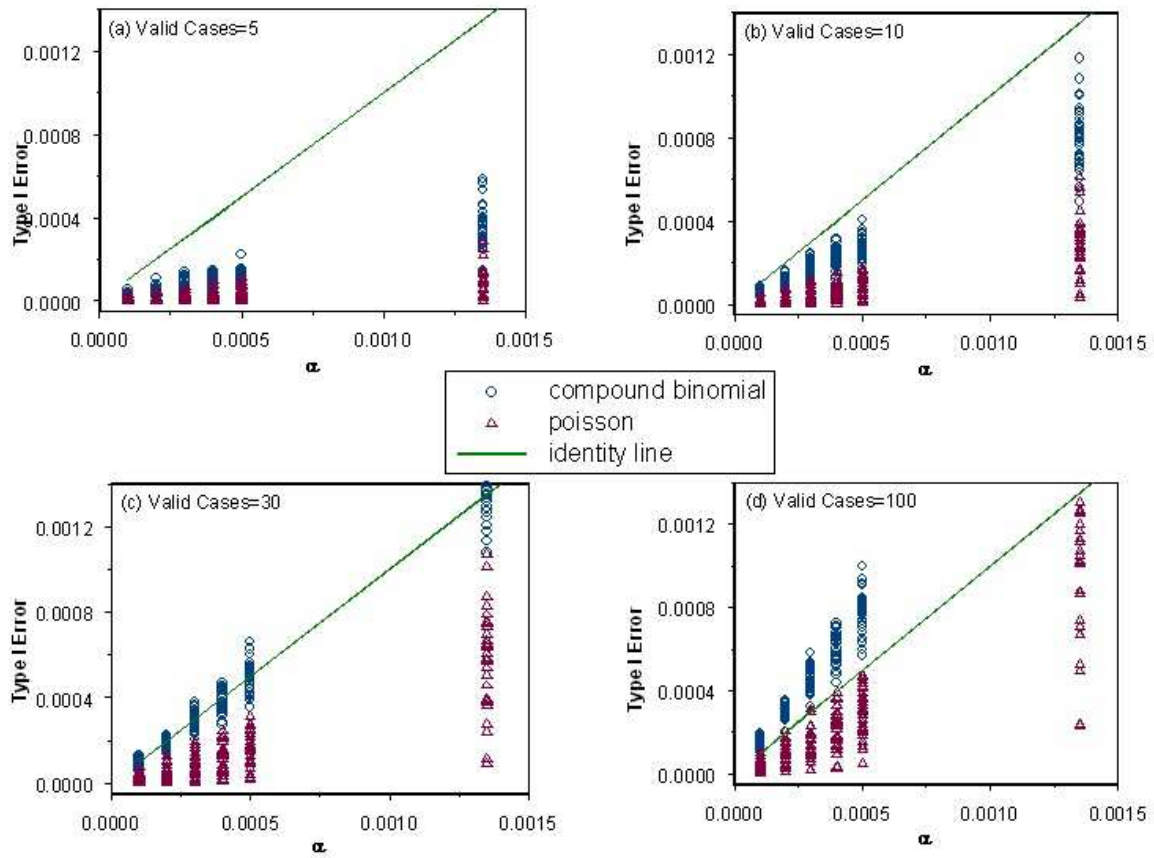 (a) Valid Cases=5
0.0012
0.0008
0.0004
0.0000
Type I Error
0.0000 0.0005 0.0010 0.0015
α
(b) Valid Cases=10
0.0012
0.0008
0.0004
0.0000
Type I Error
0.0000 0.0005 0.0010 0.0015
α
compound binomial
poisson
identity line
(c) Valid Cases=30
0.0012
0.0008
0.0004
0.0000
Type I Error
0.0000 0.0005 0.0010 0.0015
α
(d) Valid Cases=100
0.0012
0.0008
0.0004
0.0000
Type I Error
0.0000 0.0005 0.0010 0.0015
α